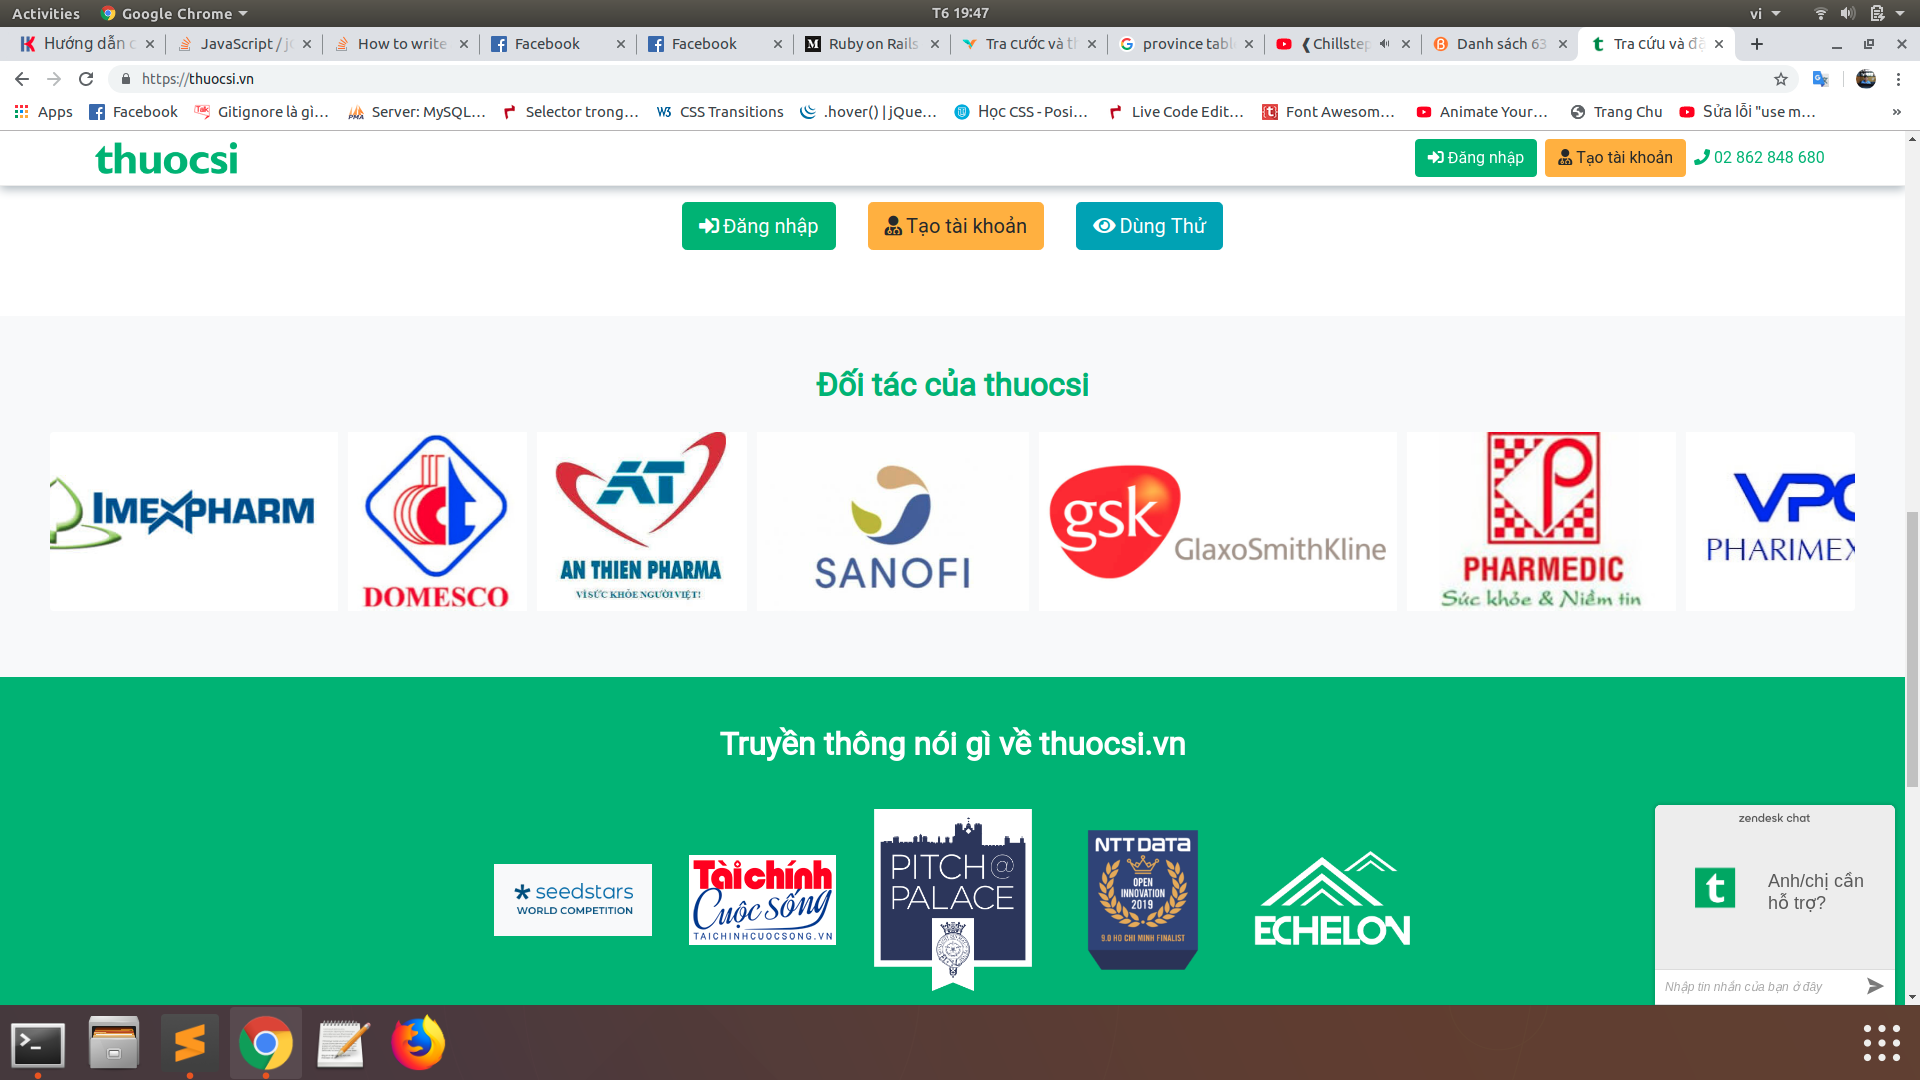 Activities Google Chrome T6 19:47 vi
Hướng dẫn c JavaScript / j How to write Facebook Facebook Ruby on Rails Tra cước và th province tabl Chillstep Danh sách 63 Tra cứu và đặ
https://thuocsi.vn
Apps Facebook Gitignore là gì… Server: MySQL… Selector trong… CSS Transitions .hover() | jQue… Học CSS - Posi… Live Code Edit… Font Awesom… Animate Your… Trang Chu Sửa lỗi "use m… »
thuocsi Đăng nhập Tạo tài khoản 02 862 848 680
Đăng nhập Tạo tài khoản Dùng Thử
Đối tác của thuocsi
IMEXPHARM
DOMESCO
AT
AN THIEN PHARMA
VÌ SỨC KHỎE NGƯỜI VIỆT!
SANOFI
gsk
GlaxoSmithKline
PHARMEDIC
Sức khỏe & Niềm tin
VPC
PHARIMEX
Truyền thông nói gì về thuocsi.vn
seedstars
WORLD COMPETITION
Tài chính
Cuộc sống
TAICHINHCUOCSONG.VN
PITCH@
PALACE
NTT DATA
OPEN
INNOVATION
2019
9.0 HO CHI MINH FINALIST
ECHELON
zendesk chat
t
Anh/chị cần
hỗ trợ?
Nhập tin nhắn của bạn ở đây